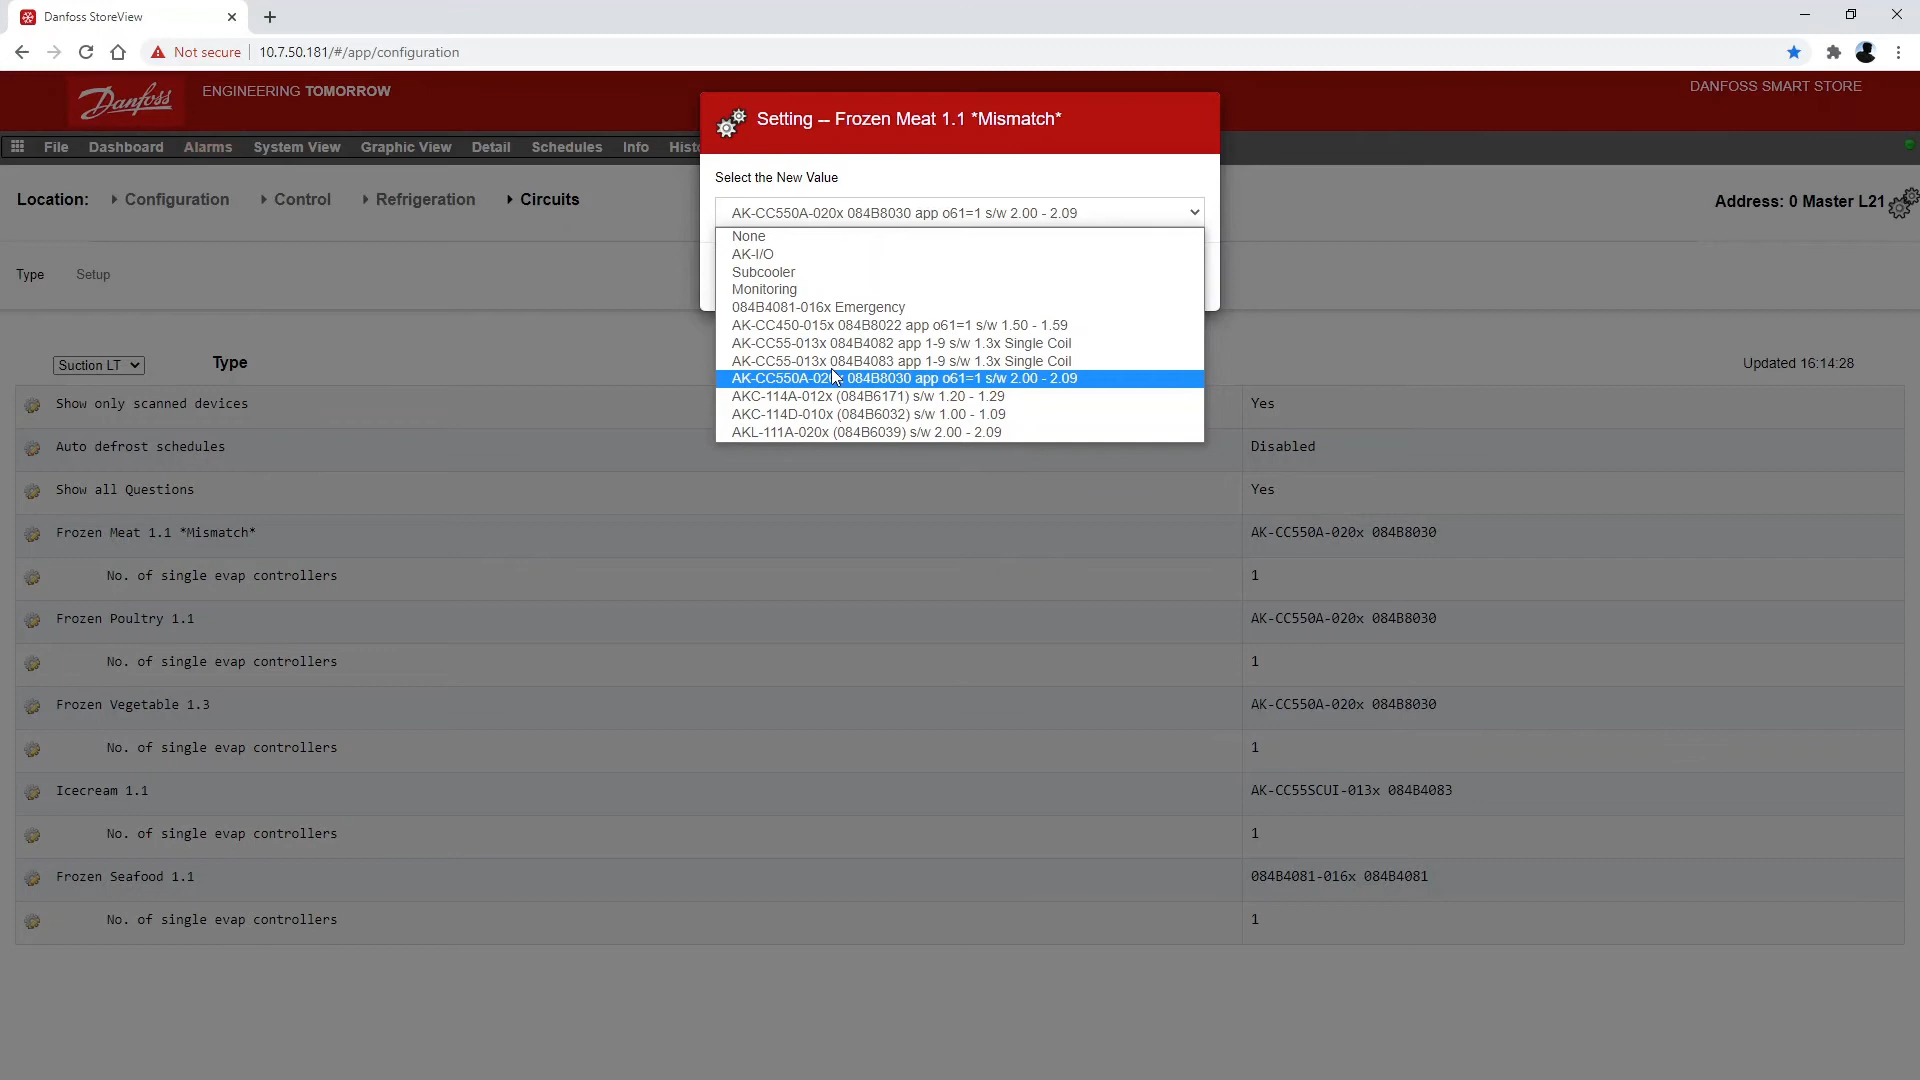 Danfoss StoreView
Not secure 10.7.50.181/#/app/configuration
Danfoss ENGINEERING TOMORROW
DANFOSS SMART STORE
Setting -- Frozen Meat 1.1 *Mismatch*
File Dashboard Alarms System View Graphic View Detail Schedules Info Histo
Select the New Value
Location: Configuration Control Refrigeration Circuits
Address: 0 Master L21
AK-CC550A-020x 084B8030 app o61=1 s/w 2.00 - 2.09
None
AK-I/O
Subcooler
Monitoring
084B4081-016x Emergency
AK-CC450-015x 084B8022 app o61=1 s/w 1.50 - 1.59
AK-CC55-013x 084B4082 app 1-9 s/w 1.3x Single Coil
AK-CC55-013x 084B4083 app 1-9 s/w 1.3x Single Coil
AK-CC550A-020x 084B8030 app o61=1 s/w 2.00 - 2.09
AKC-114A-012x (084B6171) s/w 1.20 - 1.29
AKC-114D-010x (084B6032) s/w 1.00 - 1.09
AKL-111A-020x (084B6039) s/w 2.00 - 2.09
Type Setup
Suction LT Type
Updated 16:14:28
Show only scanned devices Yes
Auto defrost schedules Disabled
Show all Questions Yes
Frozen Meat 1.1 *Mismatch* AK-CC550A-020x 084B8030
No. of single evap controllers 1
Frozen Poultry 1.1 AK-CC550A-020x 084B8030
No. of single evap controllers 1
Frozen Vegetable 1.3 AK-CC550A-020x 084B8030
No. of single evap controllers 1
Icecream 1.1 AK-CC55SCUI-013x 084B4083
No. of single evap controllers 1
Frozen Seafood 1.1 084B4081-016x 084B4081
No. of single evap controllers 1